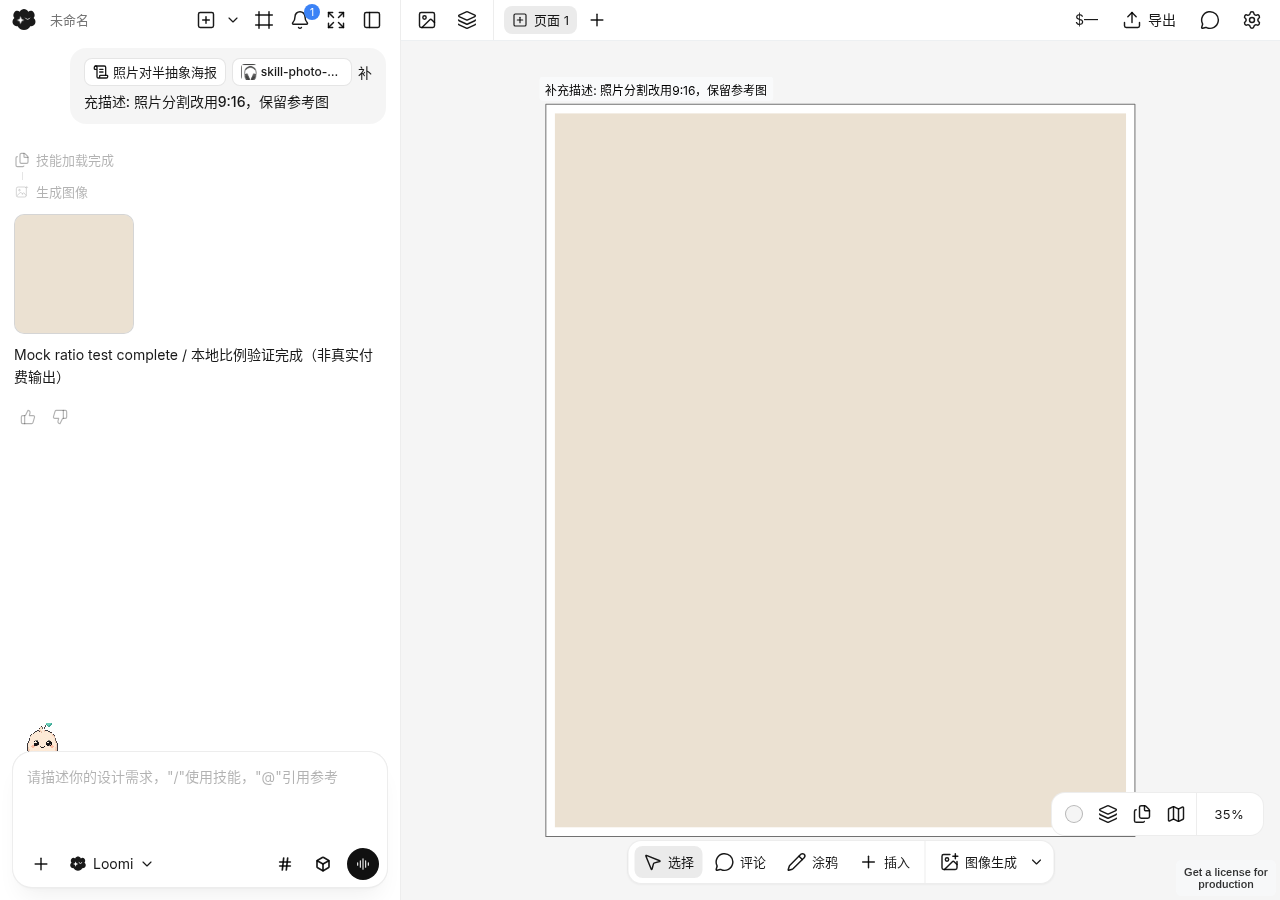 未命名
1
页面 1
$—
导出
照片对半抽象海报
skill-photo-...
补
充描述: 照片分割改用9:16，保留参考图
补充描述: 照片分割改用9:16，保留参考图
技能加载完成
生成图像
Mock ratio test complete / 本地比例验证完成（非真实付
费输出）
请描述你的设计需求，"/"使用技能，"@"引用参考
Loomi
35%
选择
评论
涂鸦
插入
图像生成
Get a license for
production